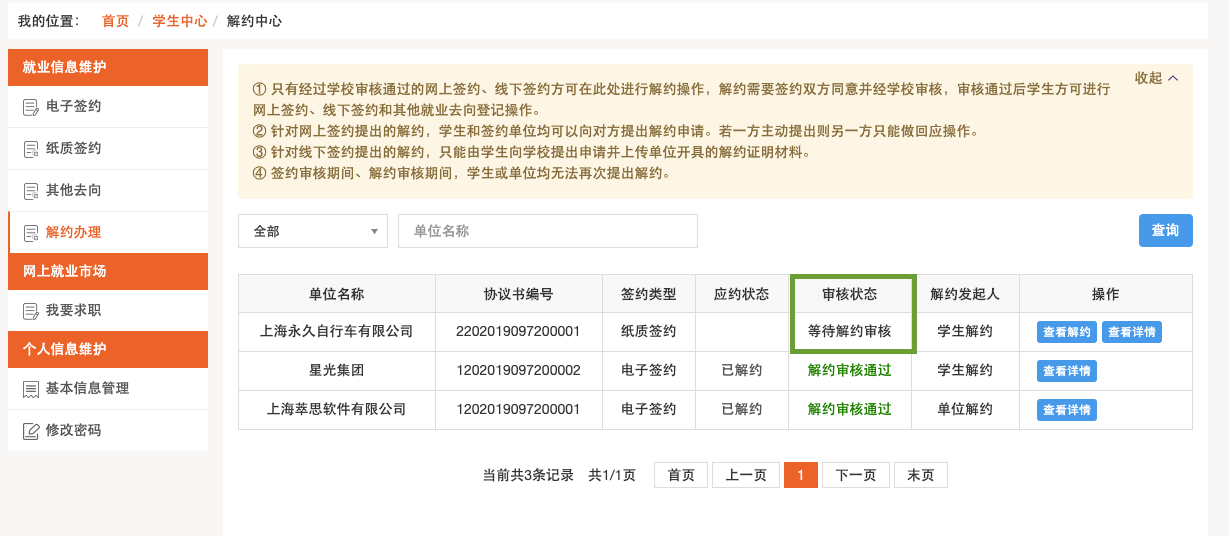 我的位置： 首页 / 学生中心 / 解约中心
就业信息维护
电子签约
纸质签约
其他去向
解约办理
网上就业市场
我要求职
个人信息维护
基本信息管理
修改密码
收起
① 只有经过学校审核通过的网上签约、线下签约方可在此处进行解约操作，解约需要签约双方同意并经学校审核，审核通过后学生方可进行
网上签约、线下签约和其他就业去向登记操作。
② 针对网上签约提出的解约，学生和签约单位均可以向对方提出解约申请。若一方主动提出则另一方只能做回应操作。
③ 针对线下签约提出的解约，只能由学生向学校提出申请并上传单位开具的解约证明材料。
④ 签约审核期间、解约审核期间，学生或单位均无法再次提出解约。
全部 单位名称 查询
单位名称 协议书编号 签约类型 应约状态 审核状态 解约发起人 操作
上海永久自行车有限公司 2202019097200001 纸质签约 等待解约审核 学生解约 查看解约 查看详情
星光集团 1202019097200002 电子签约 已解约 解约审核通过 学生解约 查看详情
上海萃思软件有限公司 1202019097200001 电子签约 已解约 解约审核通过 单位解约 查看详情
当前共3条记录 共1/1页 首页 上一页 1 下一页 末页